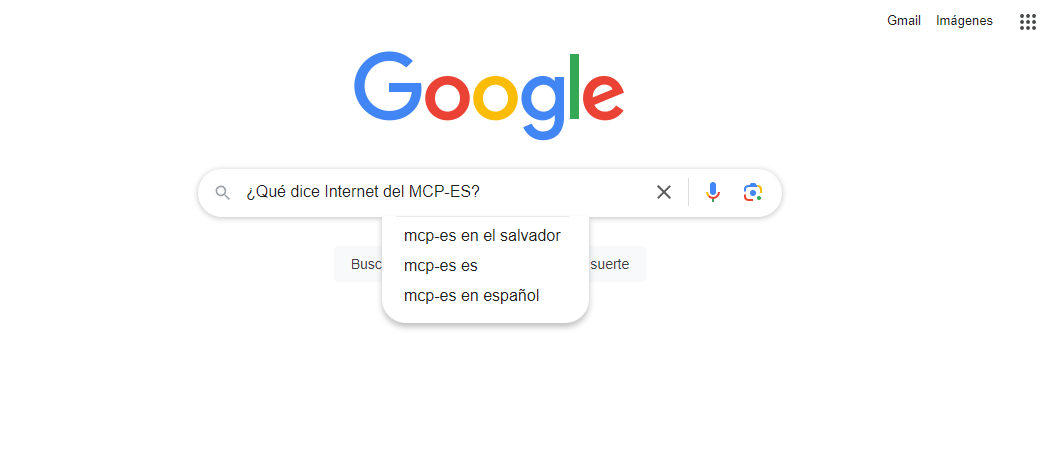 Gmail Imágenes
Google
¿Qué dice Internet del MCP-ES?
mcp-es en el salvador
mcp-es es
mcp-es en español
Busc
suerte